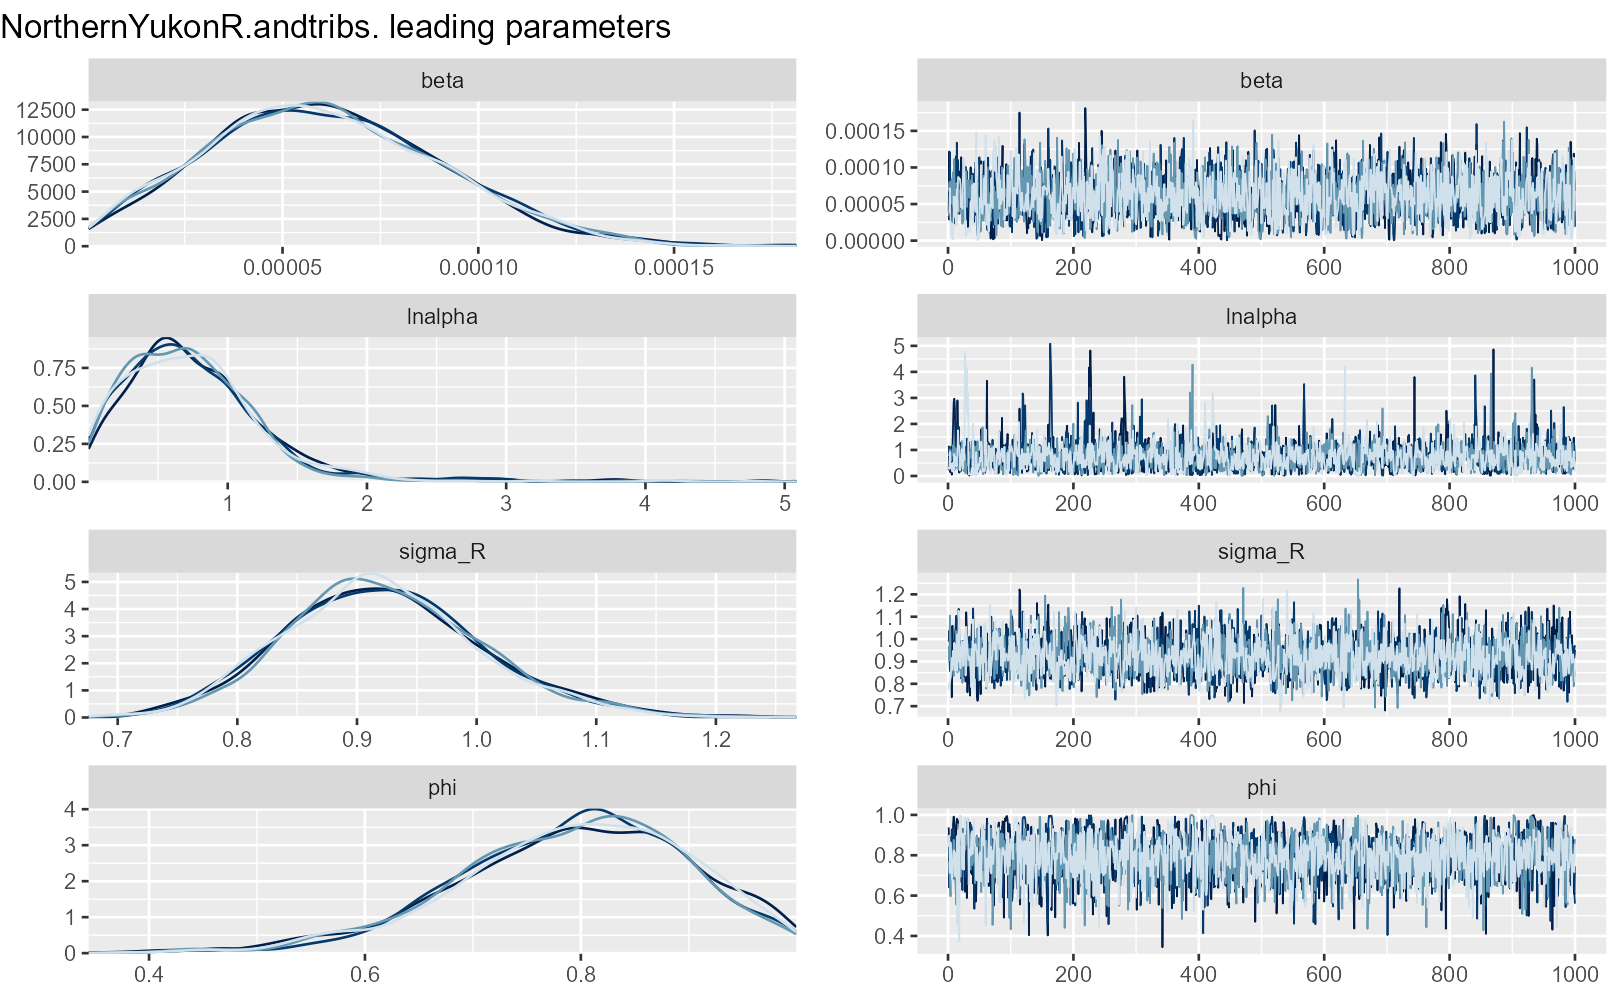 NorthernYukonR.andtribs. leading parameters
beta
12500
10000
7500
5000
2500
0
0.00005 0.00010 0.00015
beta
0.00015
0.00010
0.00005
0.00000
0 200 400 600 800 1000
lnalpha
0.75
0.50
0.25
0.00
1 2 3 4 5
lnalpha
5
4
3
2
1
0
0 200 400 600 800 1000
sigma_R
5
4
3
2
1
0
0.7 0.8 0.9 1.0 1.1 1.2
sigma_R
1.2
1.1
1.0
0.9
0.8
0.7
0 200 400 600 800 1000
phi
4
3
2
1
0
0.4 0.6 0.8
phi
1.0
0.8
0.6
0.4
0 200 400 600 800 1000